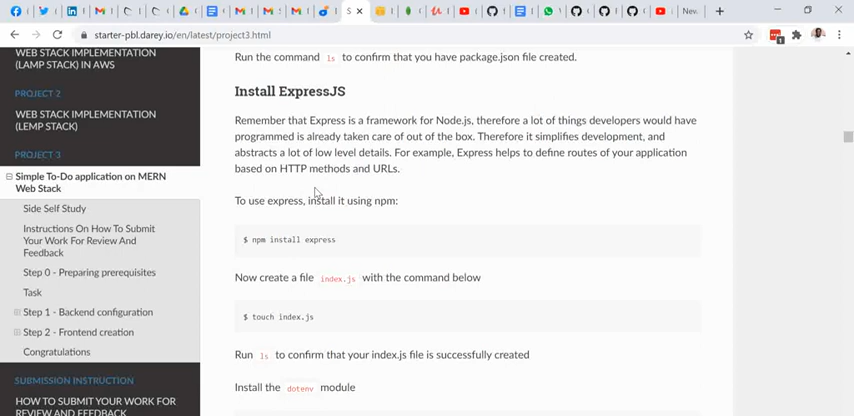 S
New
starter-pbl.darey.io/en/latest/project3.html
WEB STACK IMPLEMENTATION
(LAMP STACK) IN AWS
PROJECT 2
WEB STACK IMPLEMENTATION
(LEMP STACK)
PROJECT 3
Simple To-Do application on MERN
Web Stack
Side Self Study
Instructions On How To Submit
Your Work For Review And
Feedback
Step 0 - Preparing prerequisites
Task
Step 1 - Backend configuration
Step 2 - Frontend creation
Congratulations
SUBMISSION INSTRUCTION
HOW TO SUBMIT YOUR WORK FOR
REVIEW AND FEEDBACK
Run the command ls to confirm that you have package.json file created.
Install ExpressJS
Remember that Express is a framework for Node.js, therefore a lot of things developers would have
programmed is already taken care of out of the box. Therefore it simplifies development, and
abstracts a lot of low level details. For example, Express helps to define routes of your application
based on HTTP methods and URLs.
To use express, install it using npm:
$ npm install express
Now create a file index.js with the command below
$ touch index.js
Run ls to confirm that your index.js file is successfully created
Install the dotenv module